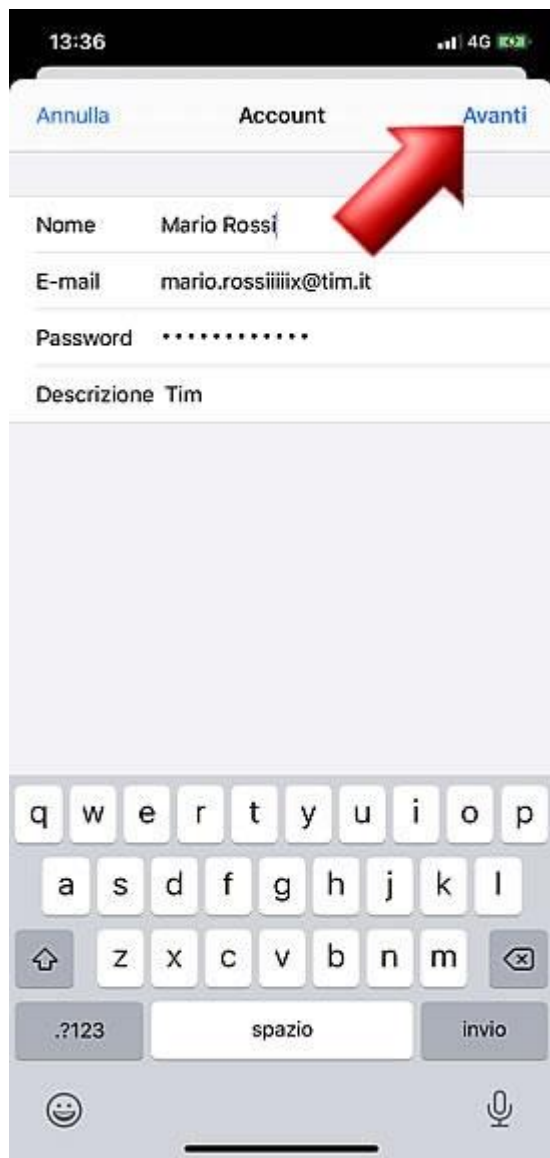 13:36 4G
Annulla Account Avanti
Nome Mario Rossi
E-mail mario.rossiiiiix@tim.it
Password ••••••••••••
Descrizione Tim
q w e r t y u i o p
a s d f g h j k l
z x c v b n m
.?123 spazio invio